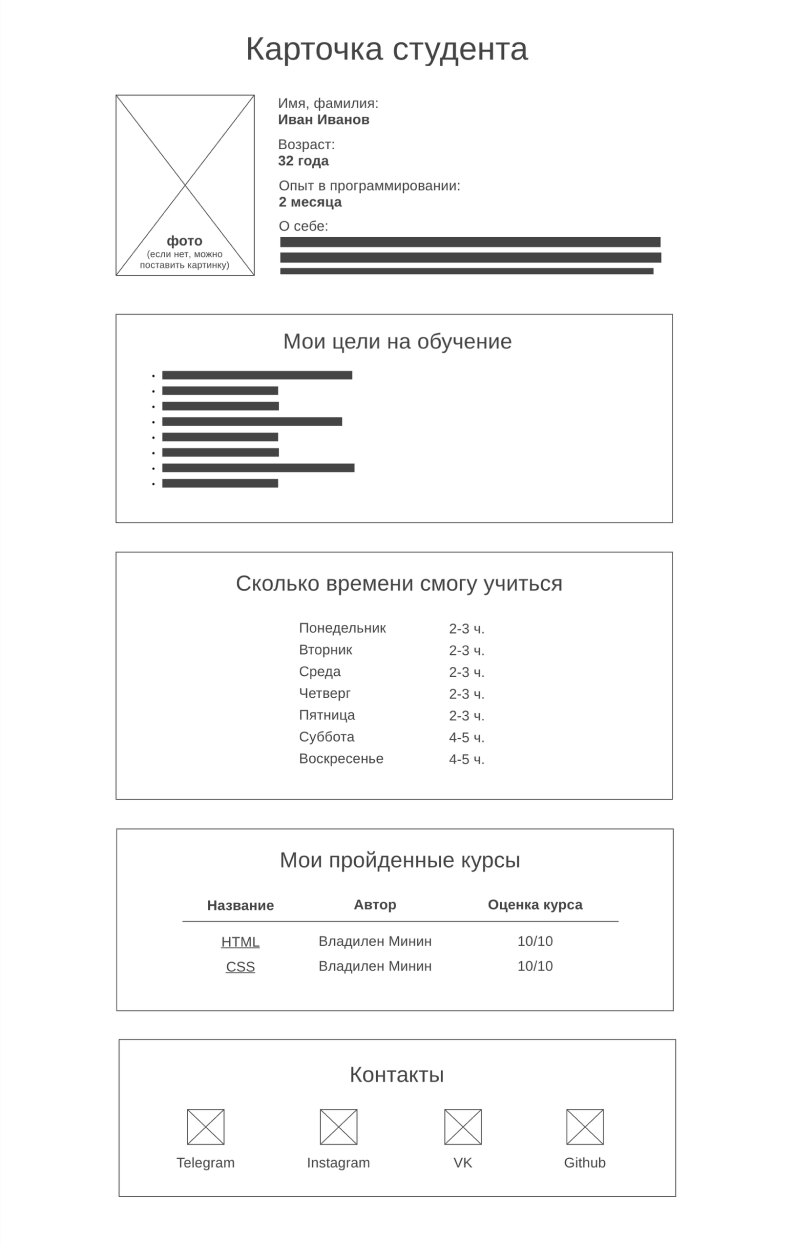 Карточка студента
Имя, фамилия:
Иван Иванов
Возраст:
32 года
Опыт в программировании:
2 месяца
О себе:
фото
(если нет, можно
поставить картинку)
Мои цели на обучение
Сколько времени смогу учиться
Понедельник 2-3 ч.
Вторник 2-3 ч.
Среда 2-3 ч.
Четверг 2-3 ч.
Пятница 2-3 ч.
Суббота 4-5 ч.
Воскресенье 4-5 ч.
Мои пройденные курсы
Название Автор Оценка курса
HTML Владилен Минин 10/10
CSS Владилен Минин 10/10
Контакты
Telegram Instagram VK Github